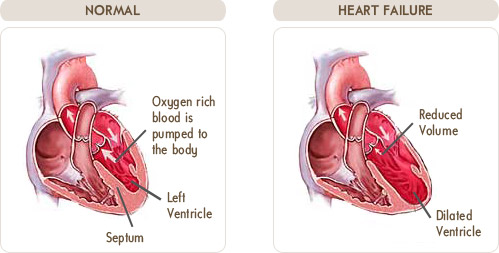 NORMAL
Oxygen rich
blood is
pumped to
the body
Left
Ventricle
Septum
HEART FAILURE
Reduced
Volume
Dilated
Ventricle